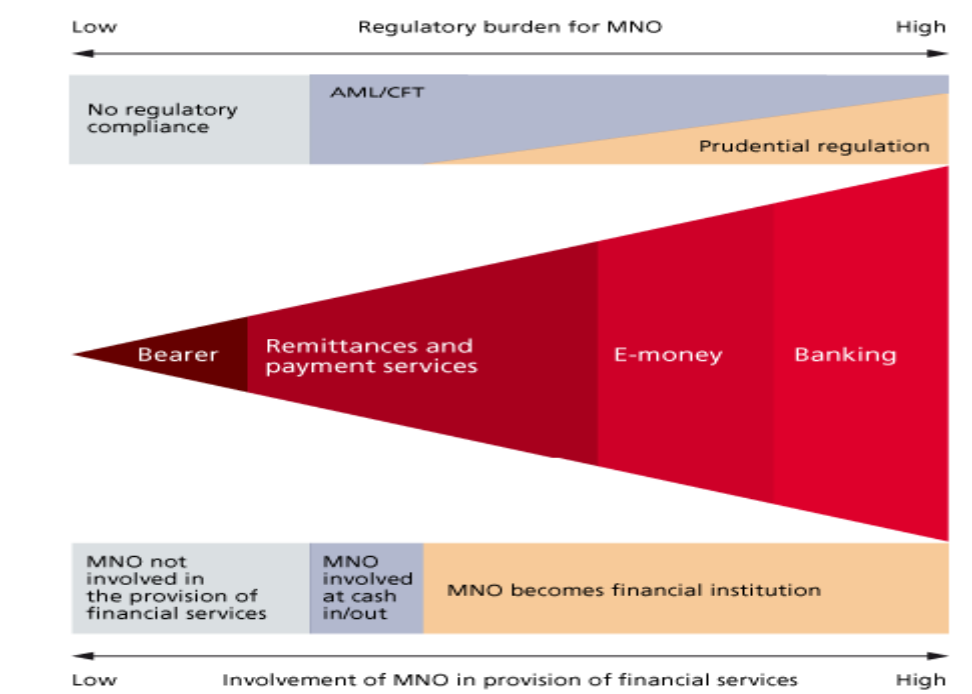 Low Regulatory burden for MNO High
AML/CFT
No regulatory
compliance
Prudential regulation
Bearer
Remittances and
payment services
E-money
Banking
MNO not
involved in
the provision of
financial services
MNO
involved
at cash
in/out
MNO becomes financial institution
Low Involvement of MNO in provision of financial services High